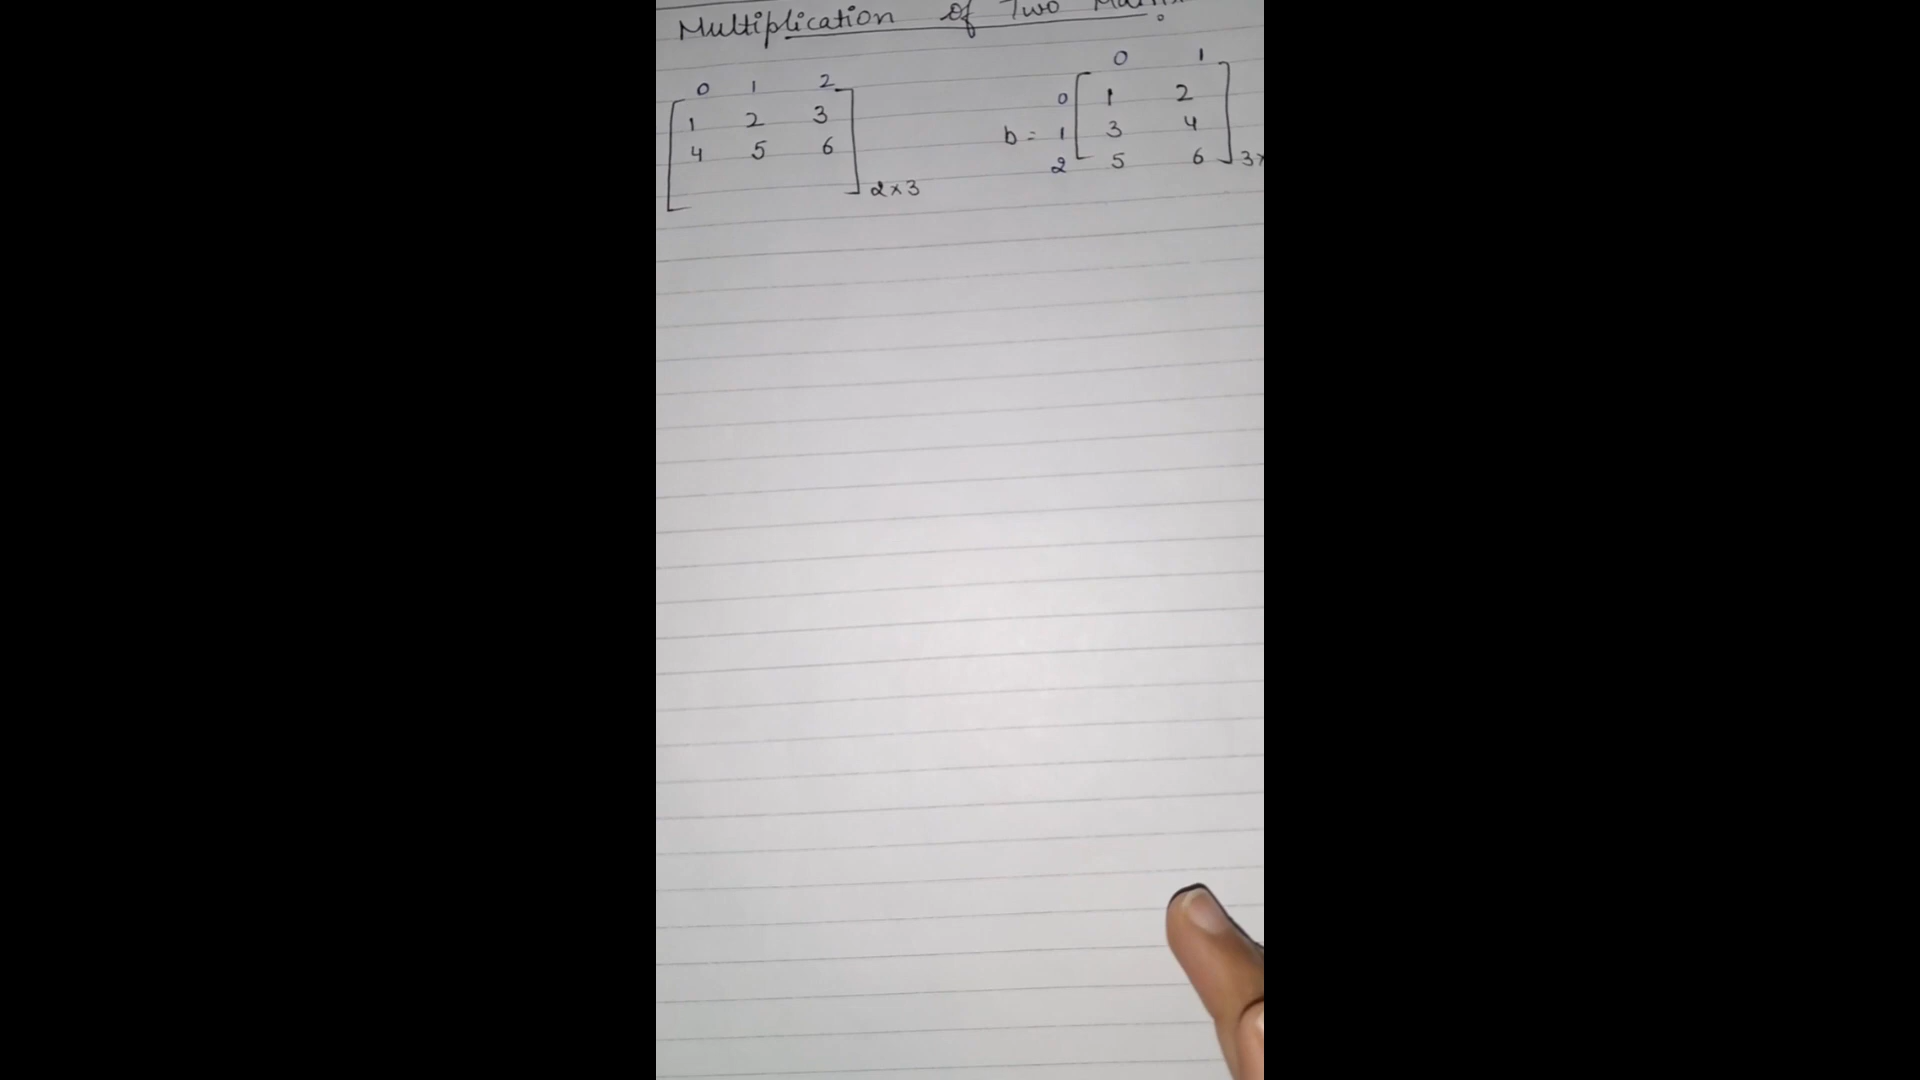 Multiplication of Two
0 1 2
1 2 3
4 5 6
2×3
0 1
0 1 2
b = 1 3 4
2 5 6
3×